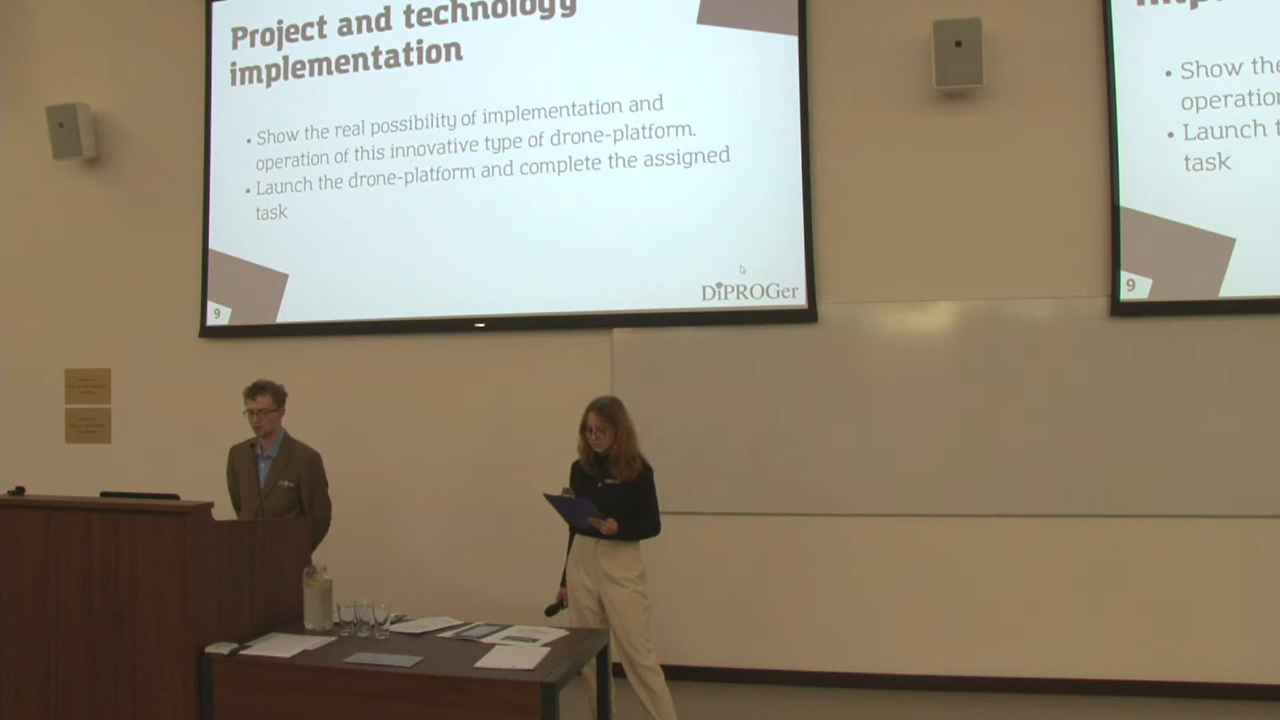 Project and technology
implementation
• Show the real possibility of implementation and
operation of this innovative type of drone-platform.
• Launch the drone-platform and complete the assigned
task
9
DiPROGer
• Show the
operation
• Launch
task
9